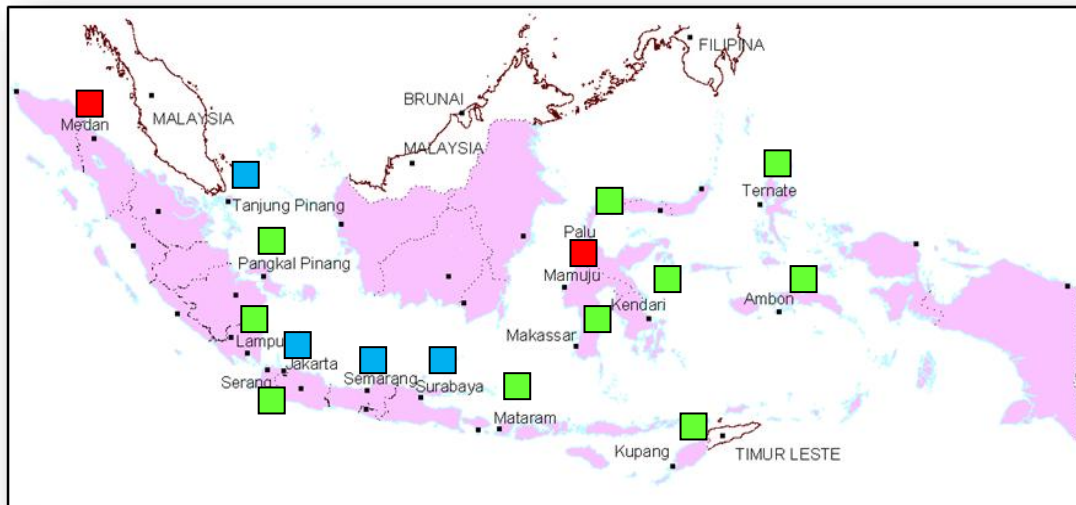 FILIPINA
BRUNAI
MALAYSIA
Medan
MALAYSIA
Ternate
Tanjung Pinang
Palu
Pangkal Pinang
Mamuju
Kendari
Ambon
Makassar
Lampu
Jakarta
Serang
Semarang
Surabaya
Mataram
Kupang
TIMUR LESTE